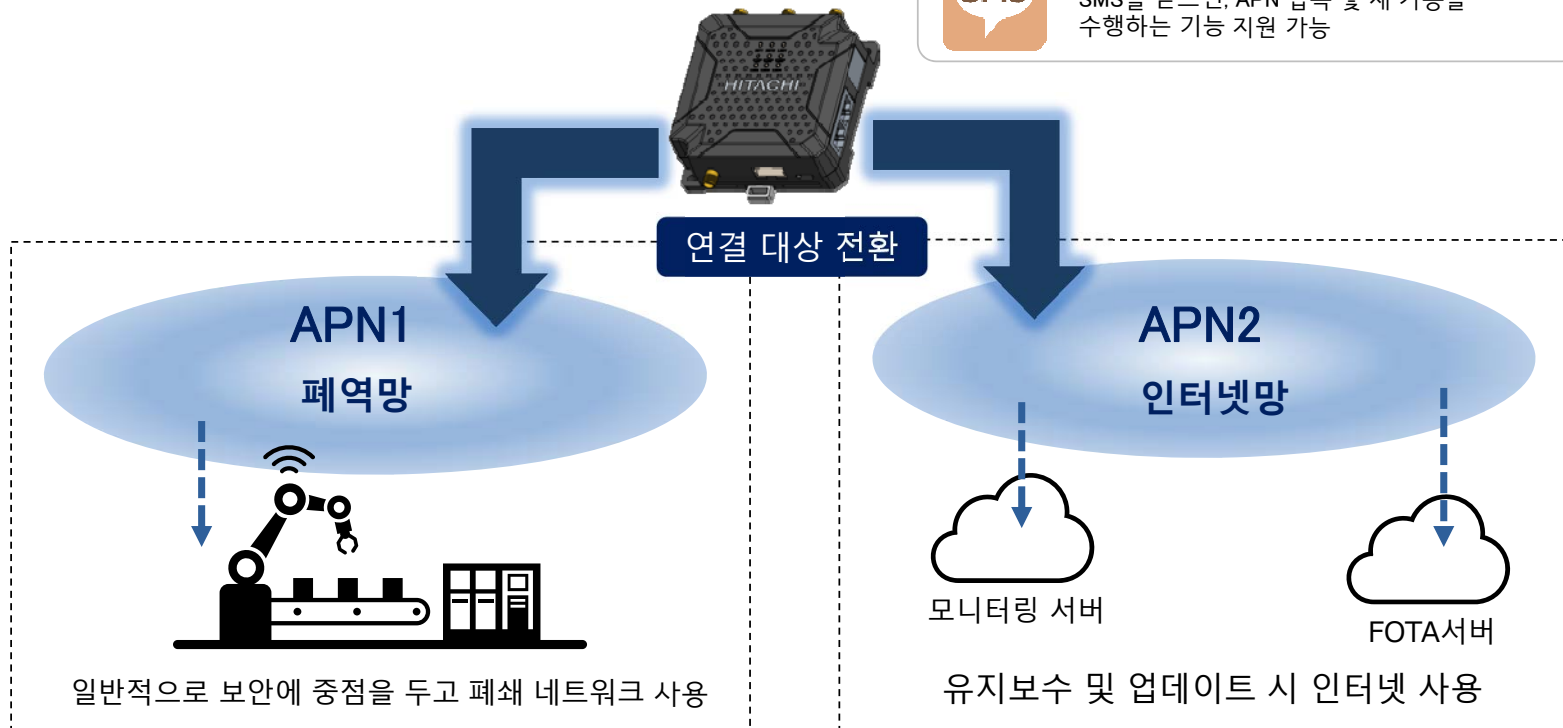 수행하는 기능 지원 가능
HITACHI
연결 대상 전환
APN1
폐역망
APN2
인터넷망
모니터링 서버
FOTA서버
일반적으로 보안에 중점을 두고 폐쇄 네트워크 사용
유지보수 및 업데이트 시 인터넷 사용